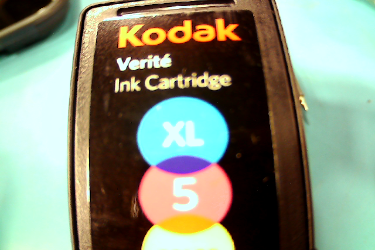 Kodak
Verité
Ink Cartridge
XL
5